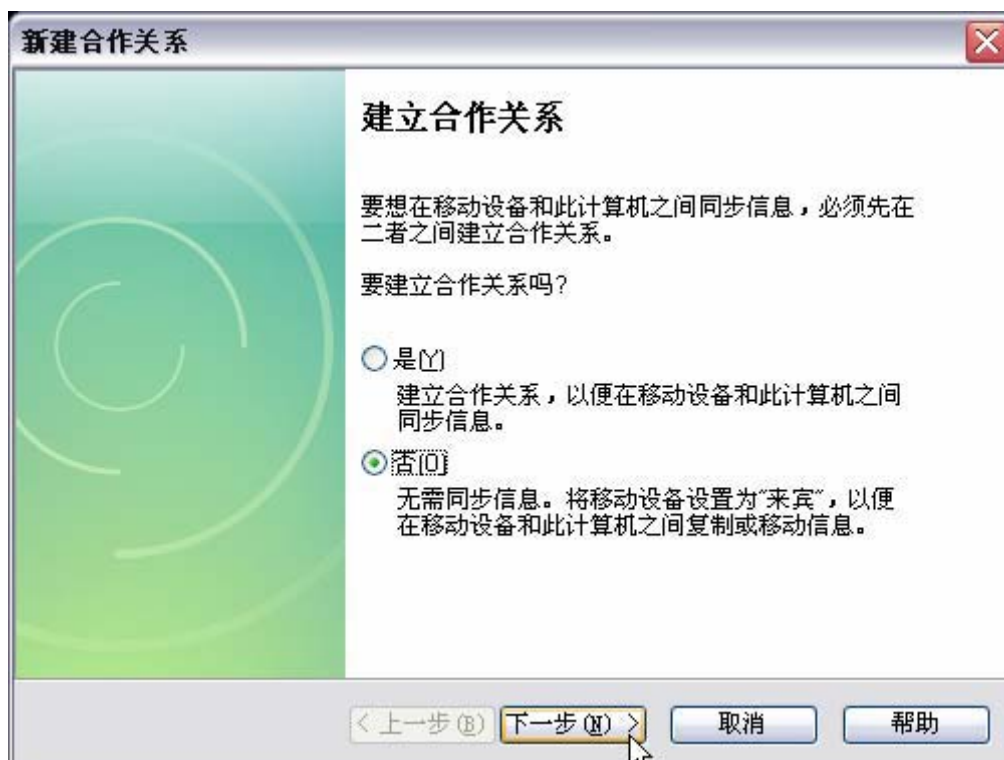 新建合作关系
建立合作关系
要想在移动设备和此计算机之间同步信息，必须先在
二者之间建立合作关系。
要建立合作关系吗?
是(Y)
建立合作关系，以便在移动设备和此计算机之间
同步信息。
否(O)
无需同步信息。将移动设备设置为"来宾"，以便
在移动设备和此计算机之间复制或移动信息。
< 上一步(B) 下一步(N) > 取消 帮助